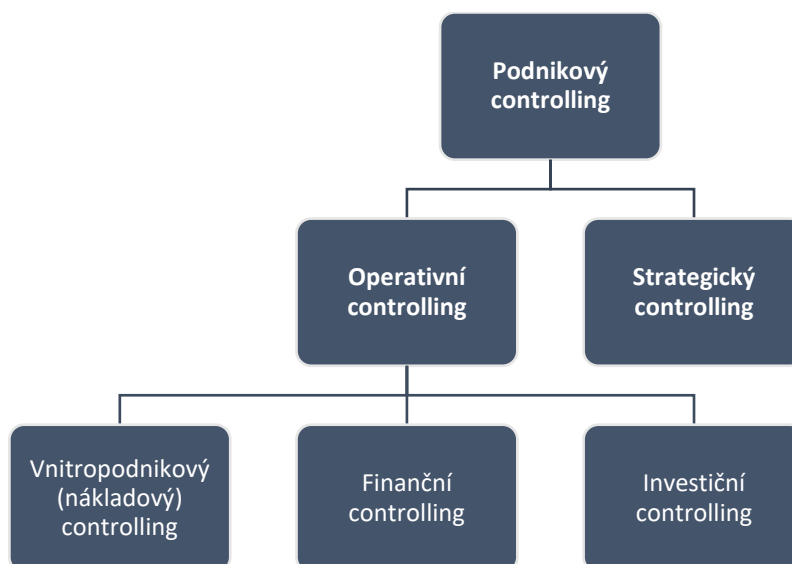 Podnikový
controlling
Operativní
controlling
Strategický
controlling
Vnitropodnikový
(nákladový)
controlling
Finanční
controlling
Investiční
controlling